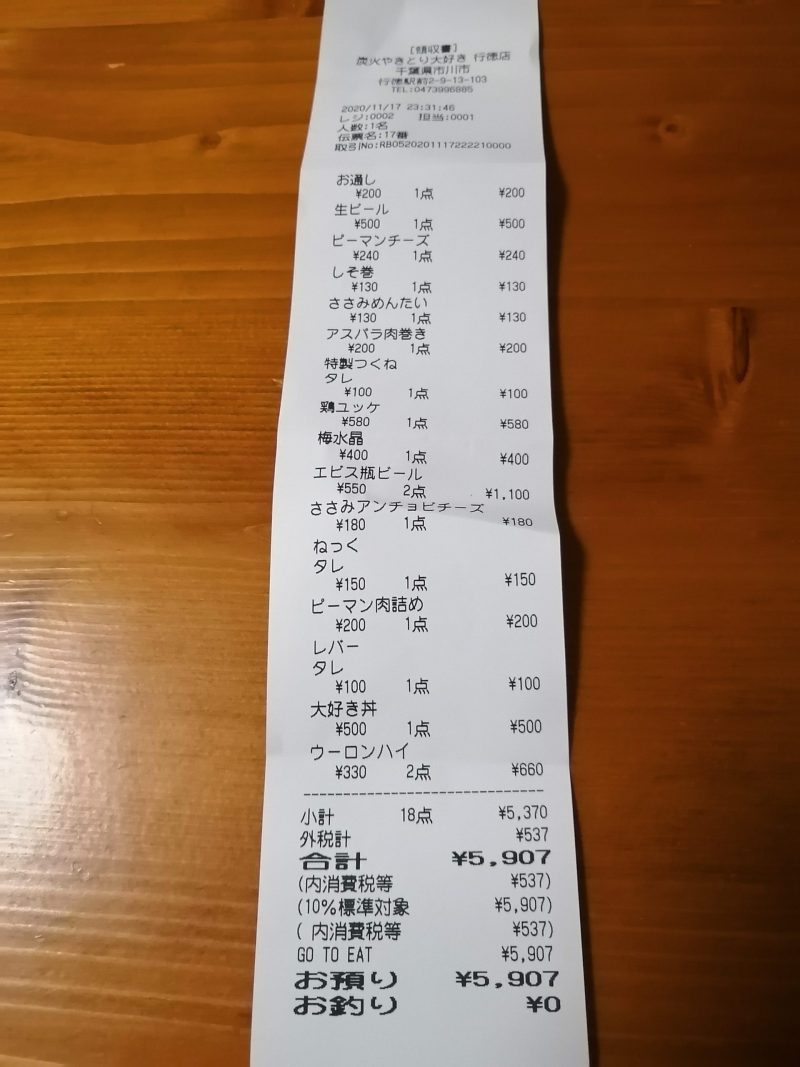 [領収書]
炭火やきとり大好き 行徳店
千葉県市川市
行徳駅前2-9-13-103
TEL:0473996885
2020/11/17 23:31:46
レジ:0002 担当:0001
人数:1名
伝票名:17番
取引No:RB0520201117222210000
お通し
¥200 1点 ¥200
生ビール
¥500 1点 ¥500
ピーマンチーズ
¥240 1点 ¥240
しそ巻
¥130 1点 ¥130
ささみめんたい
¥130 1点 ¥130
アスパラ肉巻き
¥200 1点 ¥200
特製つくね
タレ
¥100 1点 ¥100
鶏ユッケ
¥580 1点 ¥580
梅水晶
¥400 1点 ¥400
エビス瓶ビール
¥550 2点 ¥1,100
ささみアンチョビチーズ
¥180 1点 ¥180
ねっく
タレ
¥150 1点 ¥150
ピーマン肉詰め
¥200 1点 ¥200
レバー
タレ
¥100 1点 ¥100
大好き丼
¥500 1点 ¥500
ウーロンハイ
¥330 2点 ¥660
小計 18点 ¥5,370
外税計 ¥537
合計 ¥5,907
(内消費税等 ¥537)
(10%標準対象 ¥5,907)
( 内消費税等 ¥537)
GO TO EAT ¥5,907
お預り ¥5,907
お釣り ¥0